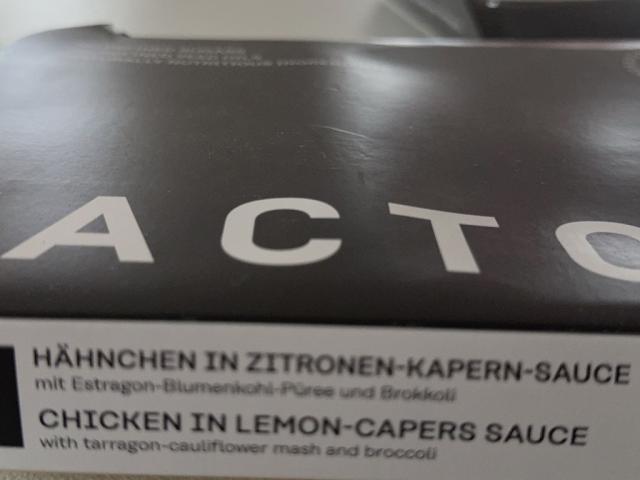 ACTO
HÄHNCHEN IN ZITRONEN-KAPERN-SAUCE
mit Estragon-Blumenkohl-Püree und Brokkoli
CHICKEN IN LEMON-CAPERS SAUCE
with tarragon-cauliflower mash and broccoli